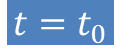 t = t₀